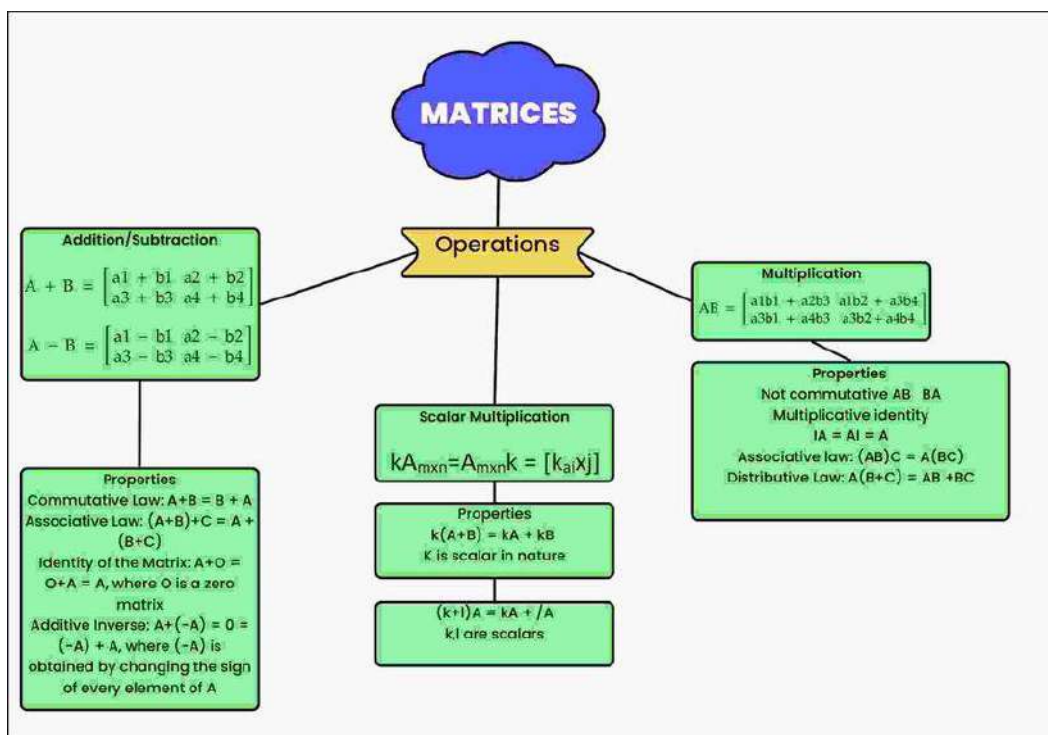 MATRICES
Operations
Addition/Subtraction
A + B = [a1 + b1 a2 + b2
a3 + b3 a4 + b4]
A − B = [a1 − b1 a2 − b2
a3 − b3 a4 − b4]
Properties
Commutative Law: A+B = B + A
Associative Law: (A+B)+C = A +
(B+C)
Identity of the Matrix: A+O =
O+A = A, where O is a zero
matrix
Additive Inverse: A+(-A) = 0 =
(-A) + A, where (-A) is
obtained by changing the sign
of every element of A
Scalar Multiplication
kAmxn=Amxnk = [kaixj]
Properties
k(A+B) = kA + kB
K is scalar in nature
(k+l)A = kA + /A
k,l are scalars
Multiplication
AB = [a1b1 + a2b3 a1b2 + a3b4
a3b1 + a4b3 a3b2 + a4b4]
Properties
Not commutative AB BA
Multiplicative identity
IA = AI = A
Associative law: (AB)C = A(BC)
Distributive Law: A(B+C) = AB +BC